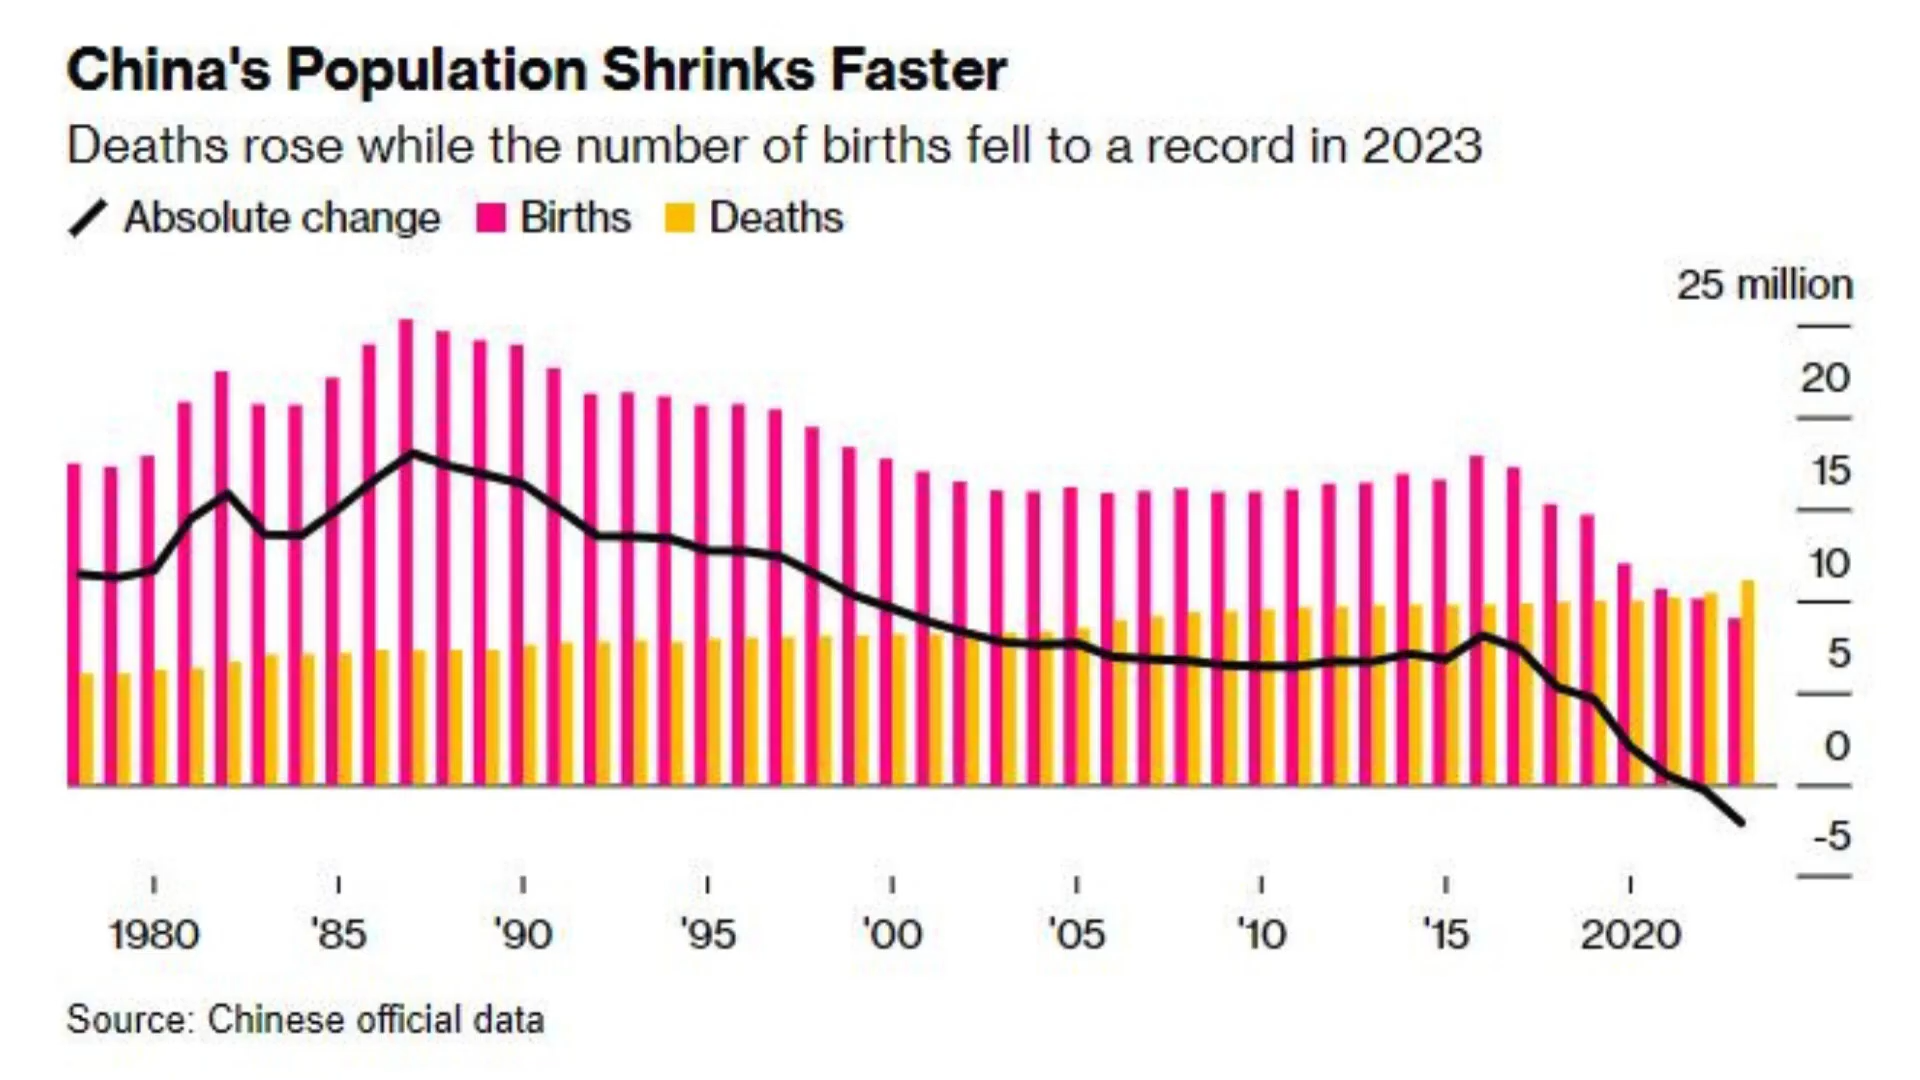 China's Population Shrinks Faster
Deaths rose while the number of births fell to a record in 2023
Absolute change Births Deaths
25 million
20
15
10
5
0
-5
1980 '85 '90 '95 '00 '05 '10 '15 2020
Source: Chinese official data